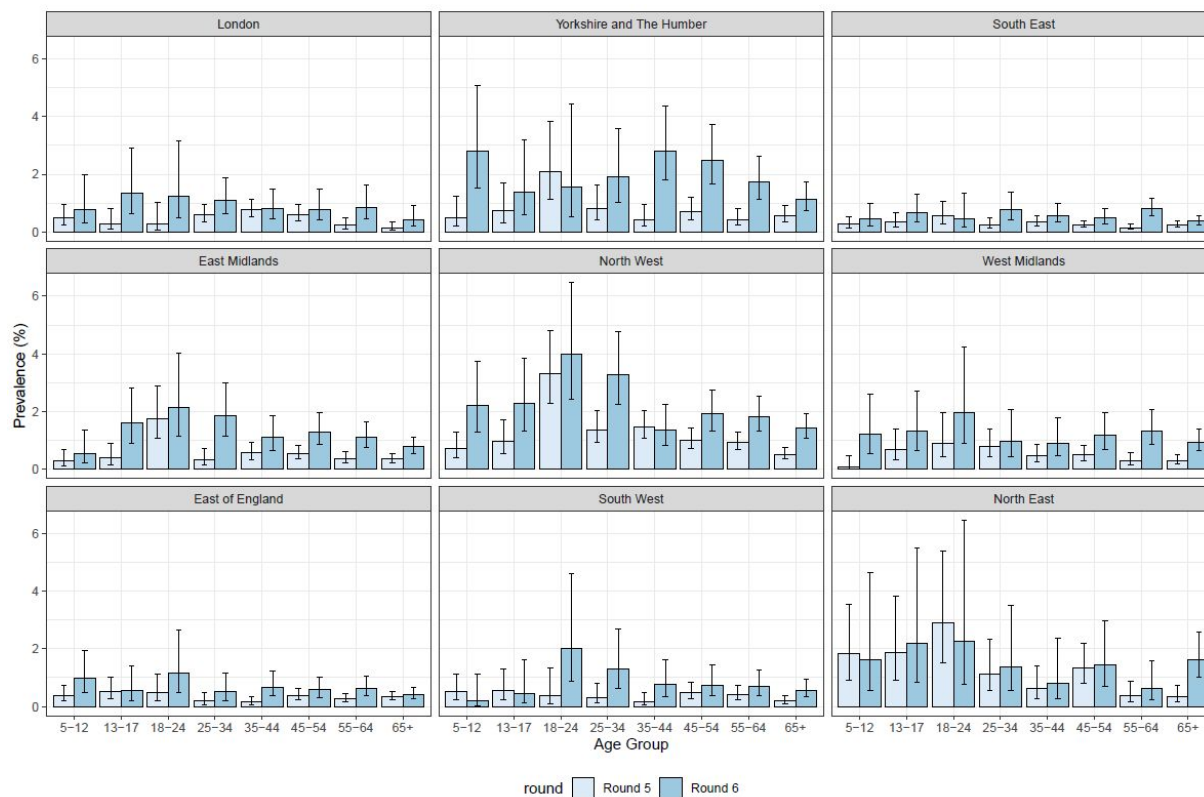 London Yorkshire and The Humber South East
6
4
2
0
East Midlands North West West Midlands
6
4
2
0
Prevalence (%)
East of England South West North East
6
4
2
0
5−12 13−17 18−24 25−34 35−44 45−54 55−64 65+ 5−12 13−17 18−24 25−34 35−44 45−54 55−64 65+ 5−12 13−17 18−24 25−34 35−44 45−54 55−64 65+
Age Group
round Round 5 Round 6